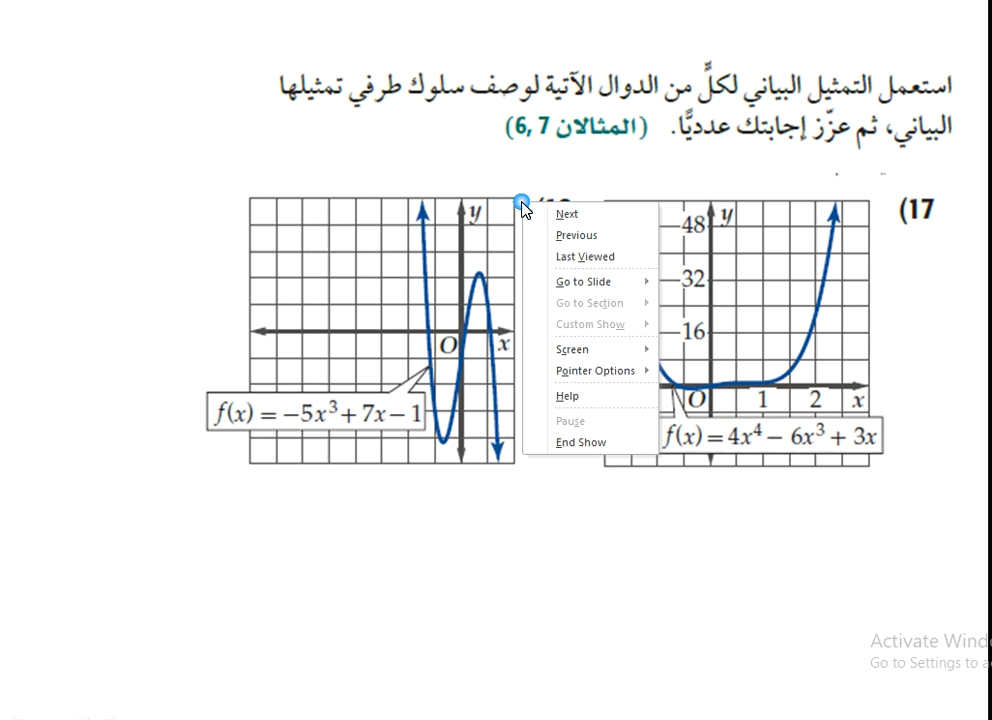 استعمل التمثيل البياني لكلٍّ من الدوال الآتية لوصف سلوك طرفي تمثيلها
البياني، ثم عزّز إجابتك عدديًّا. (المثالان 6, 7)
(17
48
y
32
16
O
1
2
x
f(x) = 4x⁴ − 6x³ + 3x
y
O
x
f(x) = −5x³ + 7x − 1
Next
Previous
Last Viewed
Go to Slide
Go to Section
Custom Show
Screen
Pointer Options
Help
Pause
End Show
Activate Wind
Go to Settings to a